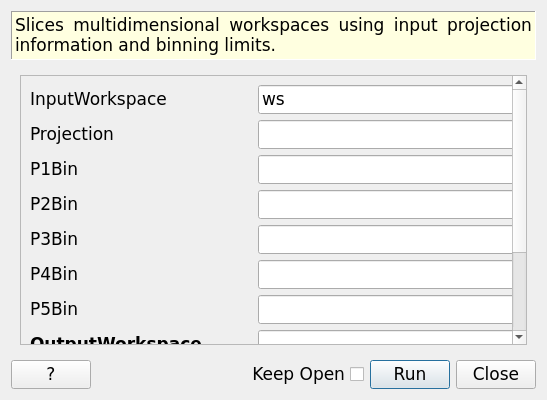 Slices multidimensional workspaces using input projection
information and binning limits.
InputWorkspace ws
Projection
P1Bin
P2Bin
P3Bin
P4Bin
P5Bin
OutputWorkspace
? Keep Open Run Close